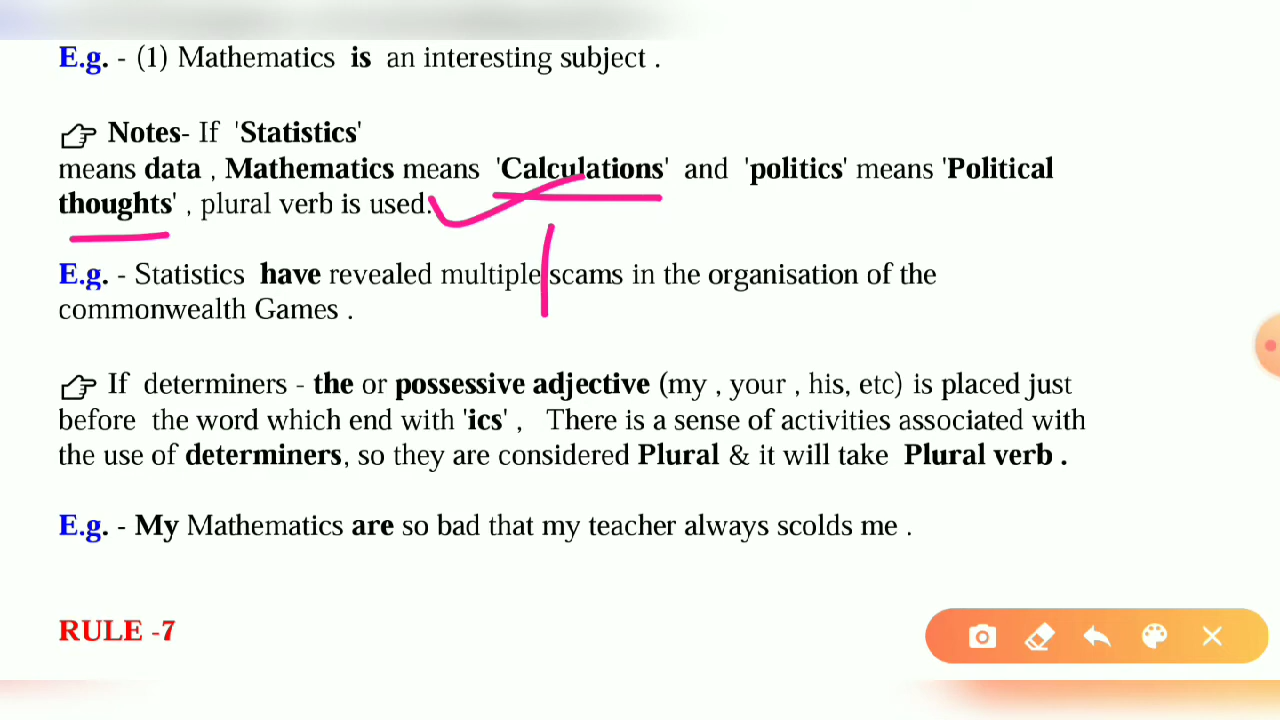 E.g. - (1) Mathematics is an interesting subject .
Notes- If 'Statistics'
means data , Mathematics means 'Calculations' and 'politics' means 'Political
thoughts' , plural verb is used.
E.g. - Statistics have revealed multiple scams in the organisation of the
commonwealth Games .
If determiners - the or possessive adjective (my , your , his, etc) is placed just
before the word which end with 'ics' , There is a sense of activities associated with
the use of determiners, so they are considered Plural & it will take Plural verb .
E.g. - My Mathematics are so bad that my teacher always scolds me .
RULE -7